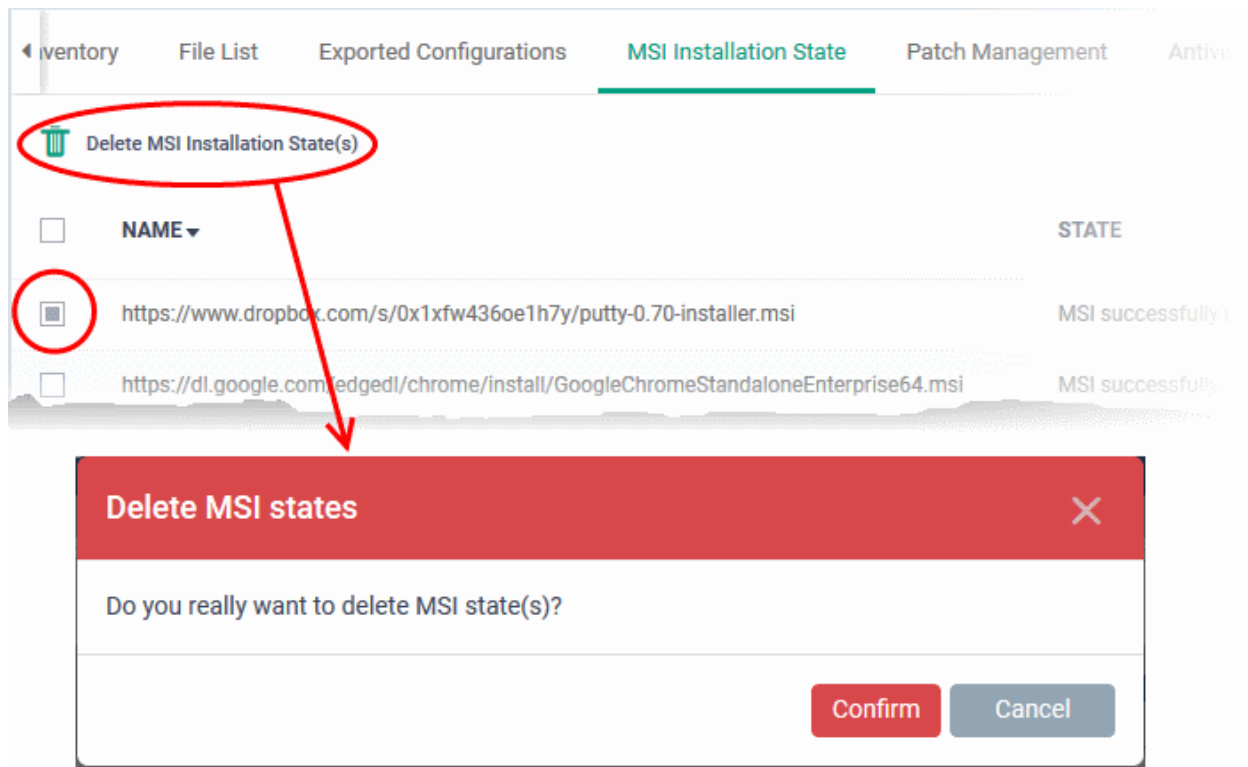 ventory File List Exported Configurations MSI Installation State Patch Management Antiv
Delete MSI Installation State(s)
NAME STATE
https://www.dropbox.com/s/0x1xfw436oe1h7y/putty-0.70-installer.msi MSI successfully
https://dl.google.com/edgedl/chrome/install/GoogleChromeStandaloneEnterprise64.msi MSI successfully
Delete MSI states
Do you really want to delete MSI state(s)?
Confirm Cancel